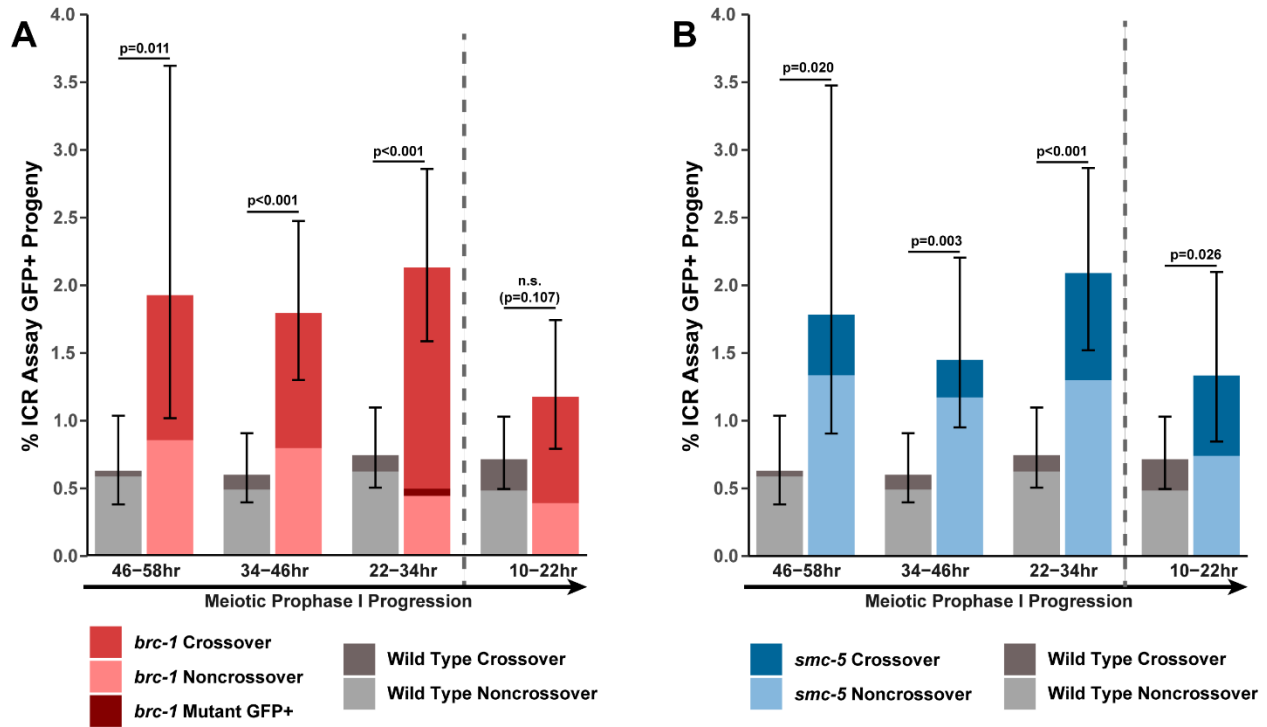 A
% ICR Assay GFP+ Progeny
4.0
3.5
3.0
2.5
2.0
1.5
1.0
0.5
0.0
p=0.011
p<0.001
p<0.001
n.s.
(p=0.107)
46−58hr 34−46hr 22−34hr 10−22hr
Meiotic Prophase I Progression
brc-1 Crossover
brc-1 Noncrossover
brc-1 Mutant GFP+
Wild Type Crossover
Wild Type Noncrossover
B
% ICR Assay GFP+ Progeny
4.0
3.5
3.0
2.5
2.0
1.5
1.0
0.5
0.0
p=0.020
p=0.003
p<0.001
p=0.026
46−58hr 34−46hr 22−34hr 10−22hr
Meiotic Prophase I Progression
smc-5 Crossover
smc-5 Noncrossover
Wild Type Crossover
Wild Type Noncrossover